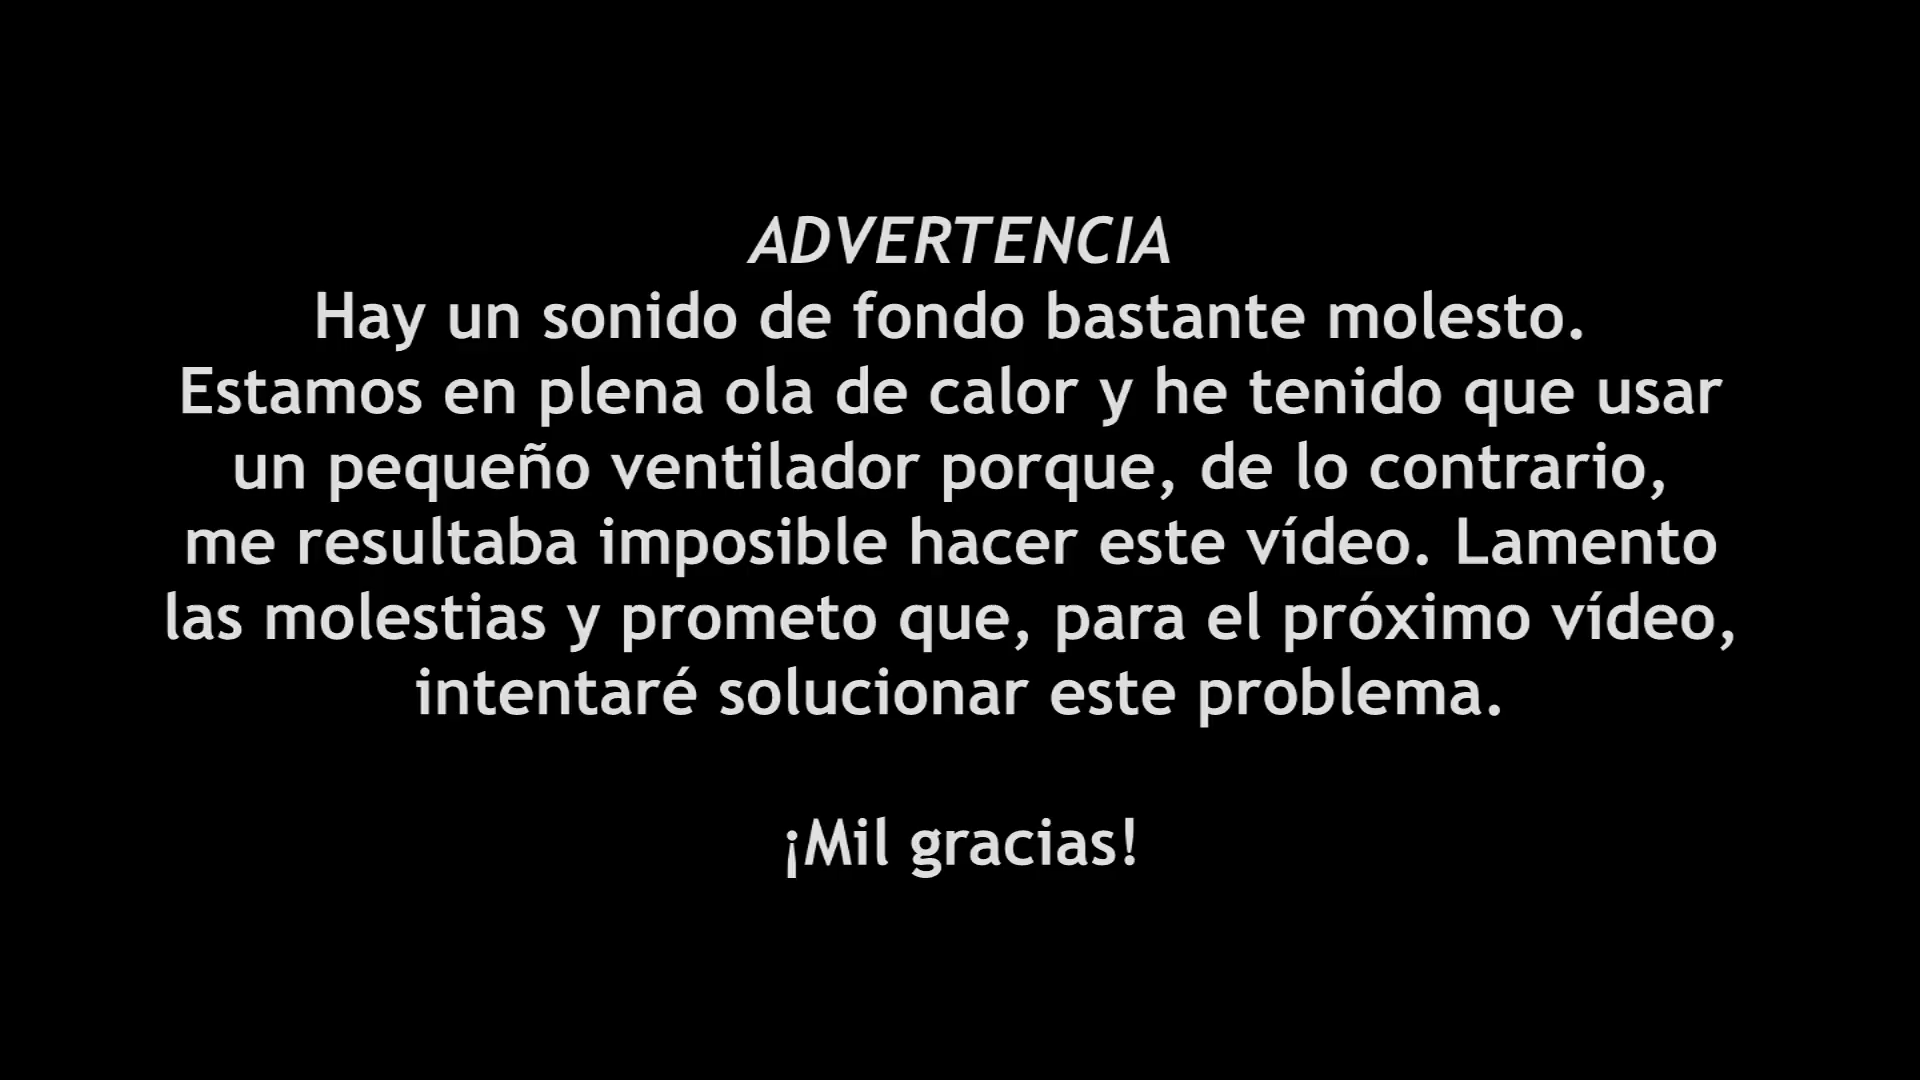 ADVERTENCIA
Hay un sonido de fondo bastante molesto.
Estamos en plena ola de calor y he tenido que usar
un pequeño ventilador porque, de lo contrario,
me resultaba imposible hacer este vídeo. Lamento
las molestias y prometo que, para el próximo vídeo,
intentaré solucionar este problema.
¡Mil gracias!